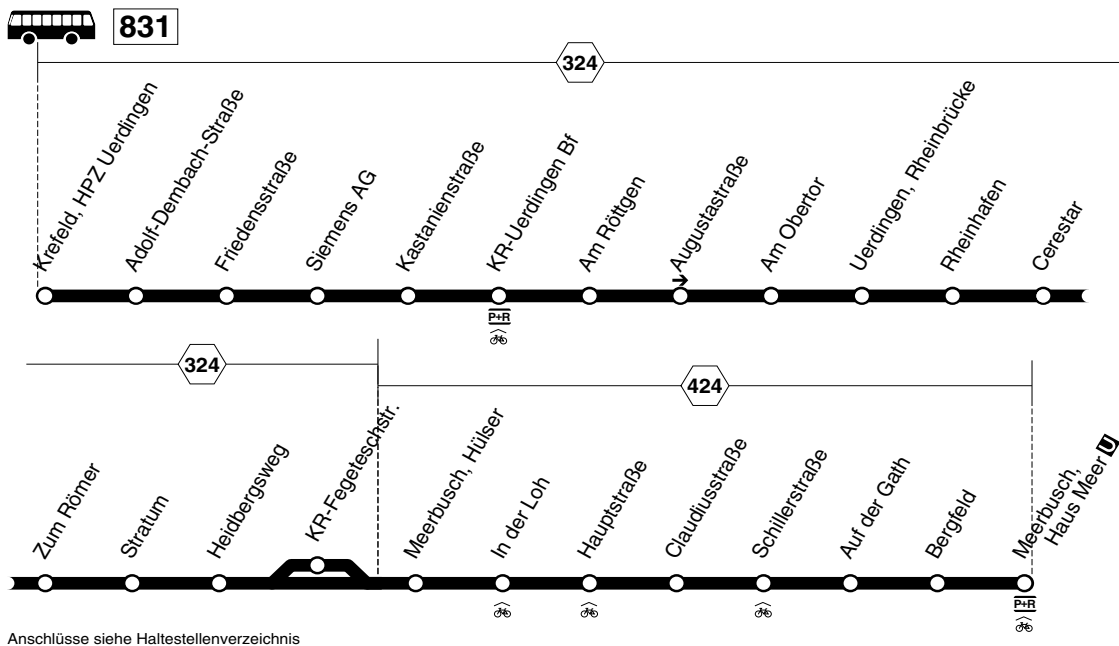 831
324
Krefeld, HPZ Uerdingen
Adolf-Dembach-Straße
Friedensstraße
Siemens AG
Kastanienstraße
KR-Uerdingen Bf
Am Röttgen
Augustastraße
Am Obertor
Uerdingen, Rheinbrücke
Rheinhafen
Cerestar
P+R
324
424
Zum Römer
Stratum
Heidbergsweg
KR-Fegeteschstr.
Meerbusch, Hülser
In der Loh
Hauptstraße
Claudiusstraße
Schillerstraße
Auf der Gath
Bergfeld
Meerbusch,
Haus Meer U
P+R
Anschlüsse siehe Haltestellenverzeichnis